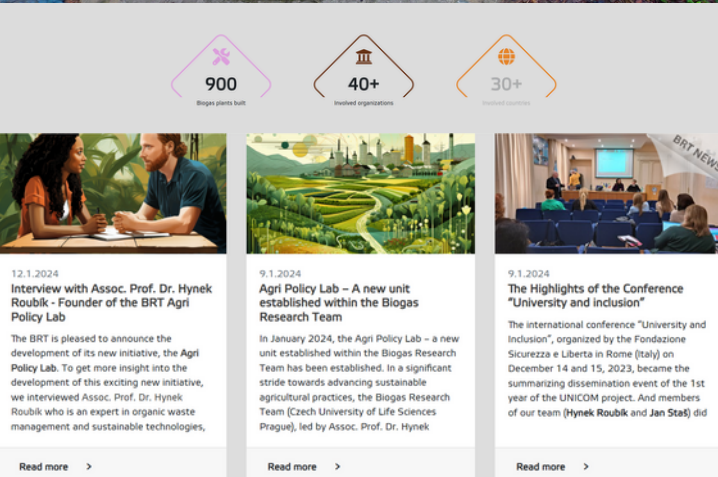 900
Biogas plants built
40+
Involved organizations
30+
Involved countries
BRT NEWS
12.1.2024
Interview with Assoc. Prof. Dr. Hynek
Roubík - Founder of the BRT Agri
Policy Lab
The BRT is pleased to announce the
development of its new initiative, the Agri
Policy Lab. To get more insight into the
development of this exciting new initiative,
we interviewed Assoc. Prof. Dr. Hynek
Roubík who is an expert in organic waste
management and sustainable technologies,
Read more >
9.1.2024
Agri Policy Lab – A new unit
established within the Biogas
Research Team
In January 2024, the Agri Policy Lab – a new
unit established within the Biogas Research
Team has been established. In a significant
stride towards advancing sustainable
agricultural practices, the Biogas Research
Team (Czech University of Life Sciences
Prague), led by Assoc. Prof. Dr. Hynek
Read more >
9.1.2024
The Highlights of the Conference
“University and inclusion”
The international conference “University and
Inclusion”, organized by the Fondazione
Sicurezza e Liberta in Rome (Italy) on
December 14 and 15, 2023, became the
summarizing dissemination event of the 1st
year of the UNICOM project. And members
of our team (Hynek Roubík and Jan Staš) did
Read more >